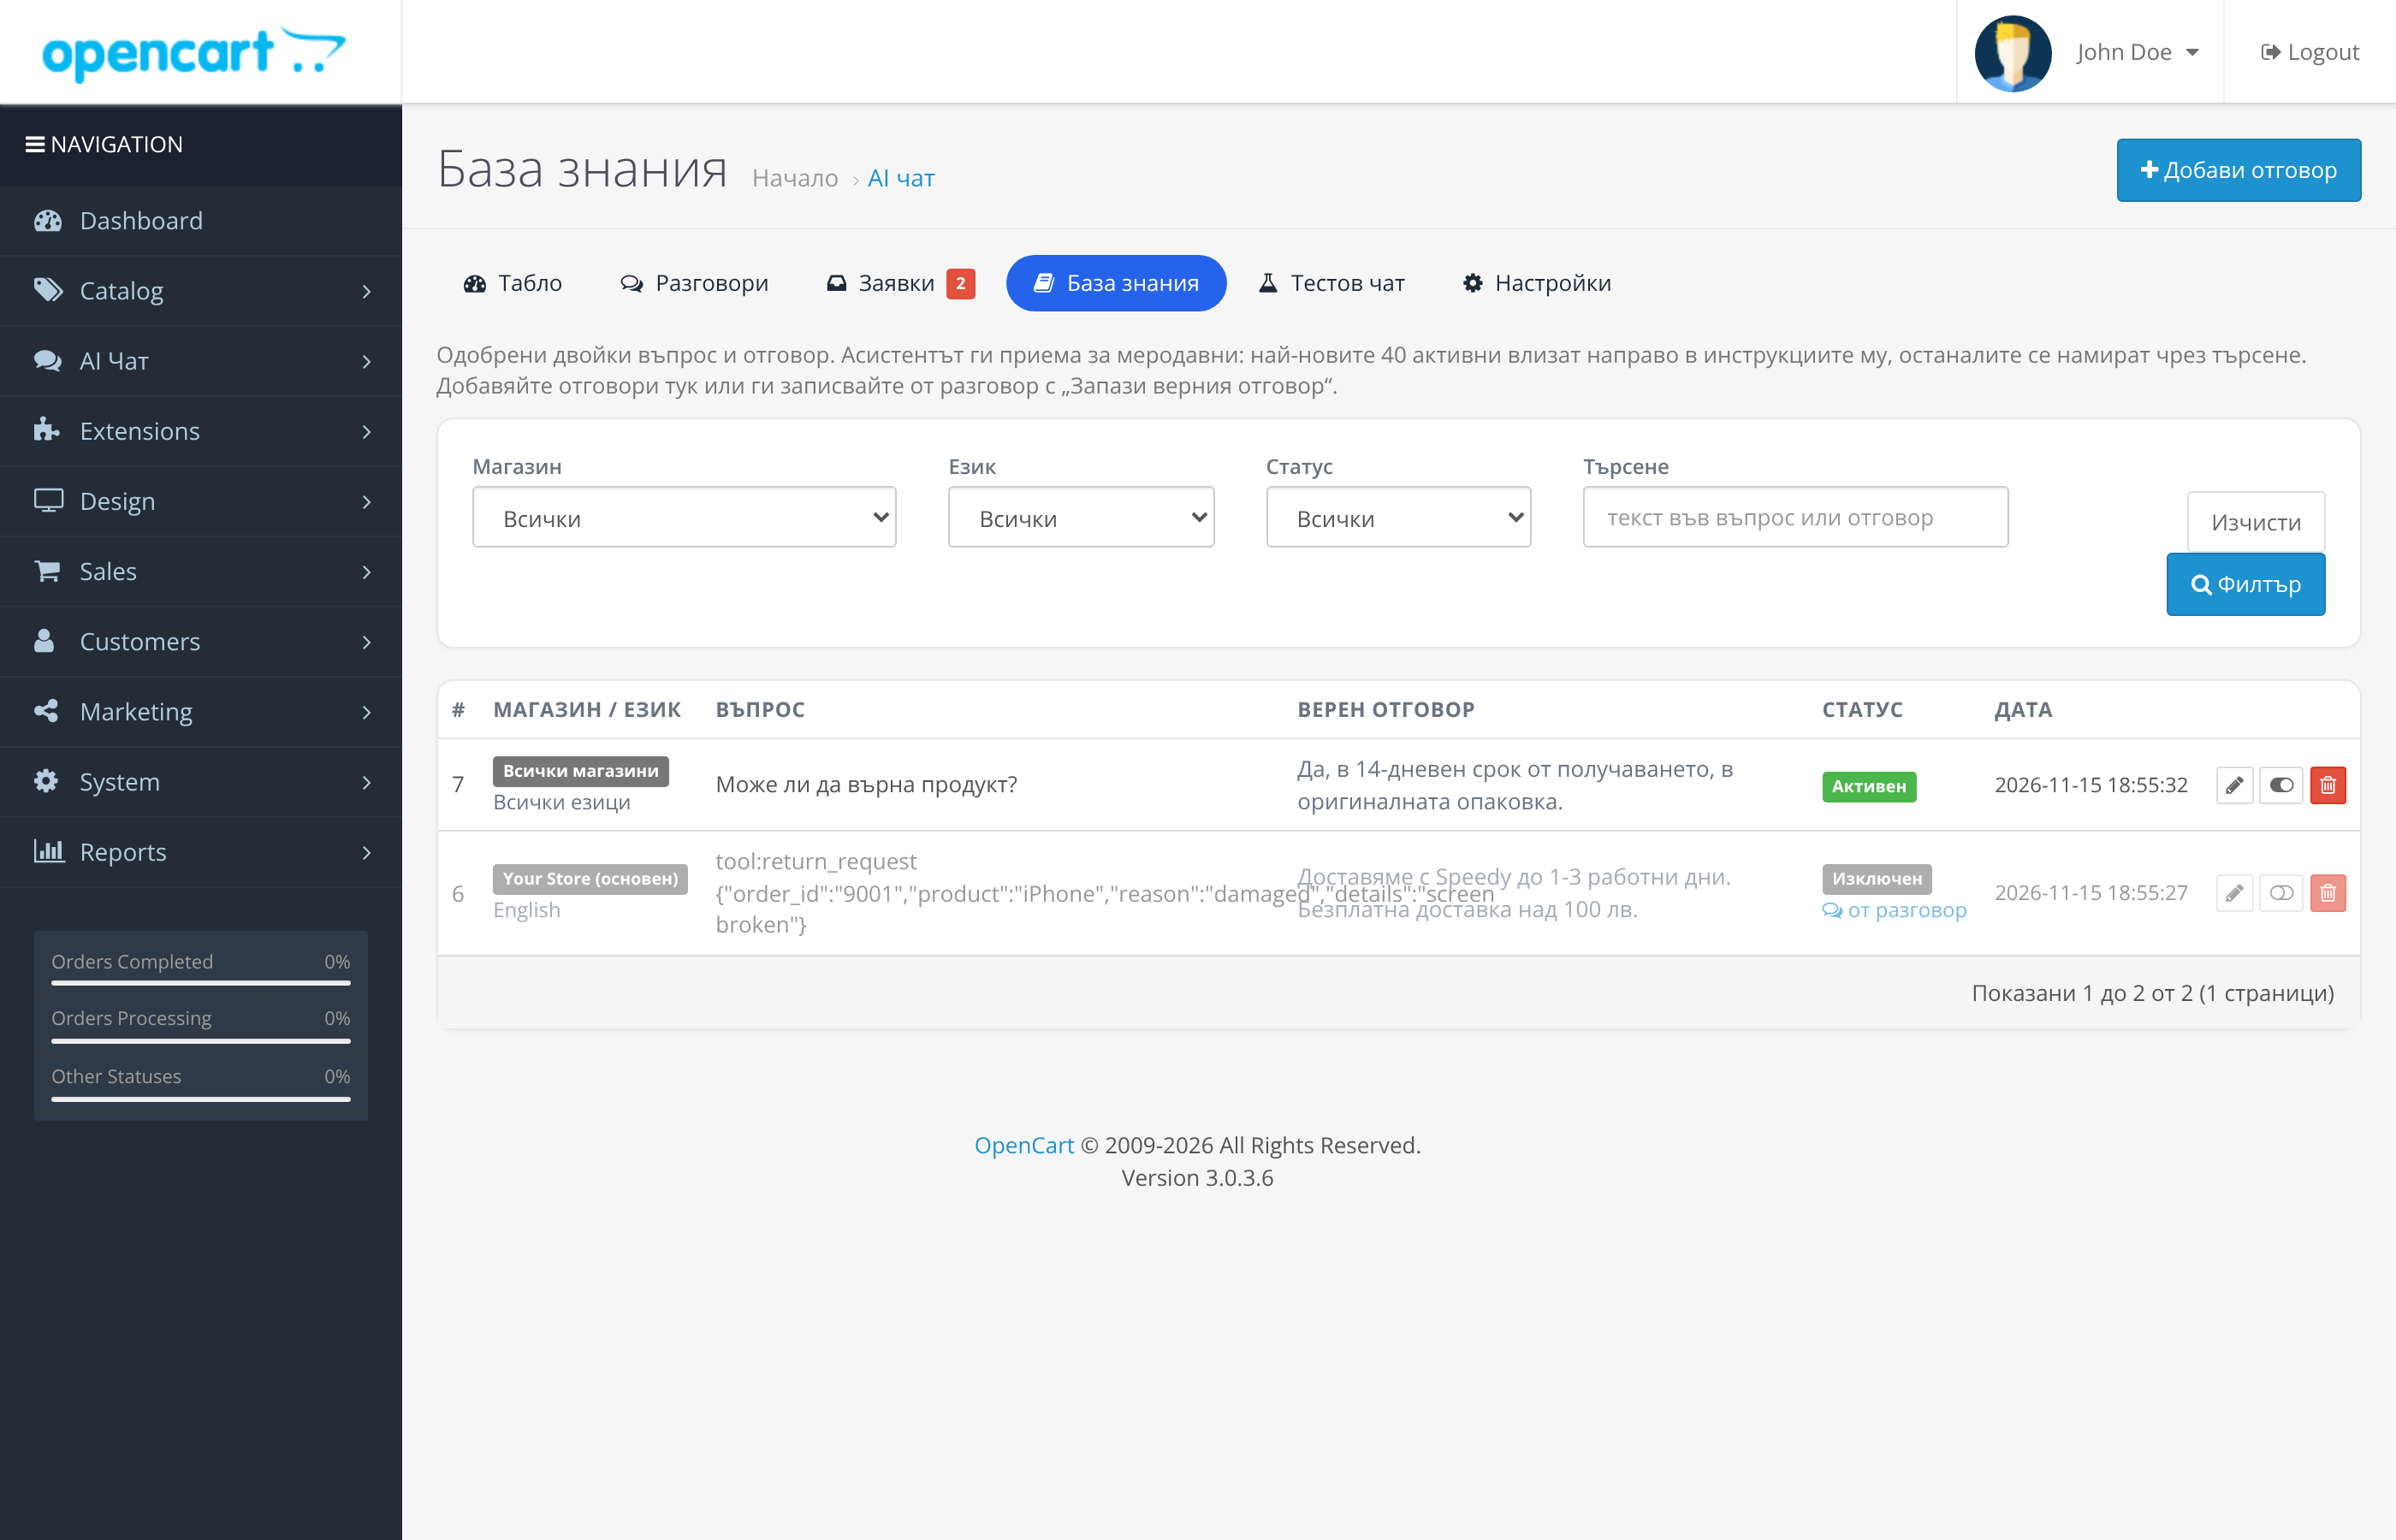 opencart
John Doe
Logout
NAVIGATION
Dashboard
Catalog
AI Чат
Extensions
Design
Sales
Customers
Marketing
System
Reports
Orders Completed 0%
Orders Processing 0%
Other Statuses 0%
База знания
Начало › AI чат
Добави отговор
Табло
Разговори
Заявки 2
База знания
Тестов чат
Настройки
Одобрени двойки въпрос и отговор. Асистентът ги приема за меродавни: най-новите 40 активни влизат направо в инструкциите му, останалите се намират чрез търсене.
Добавяйте отговори тук или ги записвайте от разговор с „Запази верния отговор“.
Магазин
Всички
Език
Всички
Статус
Всички
Търсене
текст във въпрос или отговор
Изчисти
Филтър
# МАГАЗИН / ЕЗИК ВЪПРОС ВЕРЕН ОТГОВОР СТАТУС ДАТА
7
Всички магазини
Всички езици
Може ли да върна продукт?
Да, в 14-дневен срок от получаването, в
оригиналната опаковка.
Активен
2026-11-15 18:55:32
6
Your Store (основен)
English
tool:return_request
{"order_id":"9001","product":"iPhone","reason":"damaged","details":"screen
broken"}
Доставяме с Speedy до 1-3 работни дни.
Безплатна доставка над 100 лв.
Изключен
от разговор
2026-11-15 18:55:27
Показани 1 до 2 от 2 (1 страници)
OpenCart © 2009-2026 All Rights Reserved.
Version 3.0.3.6